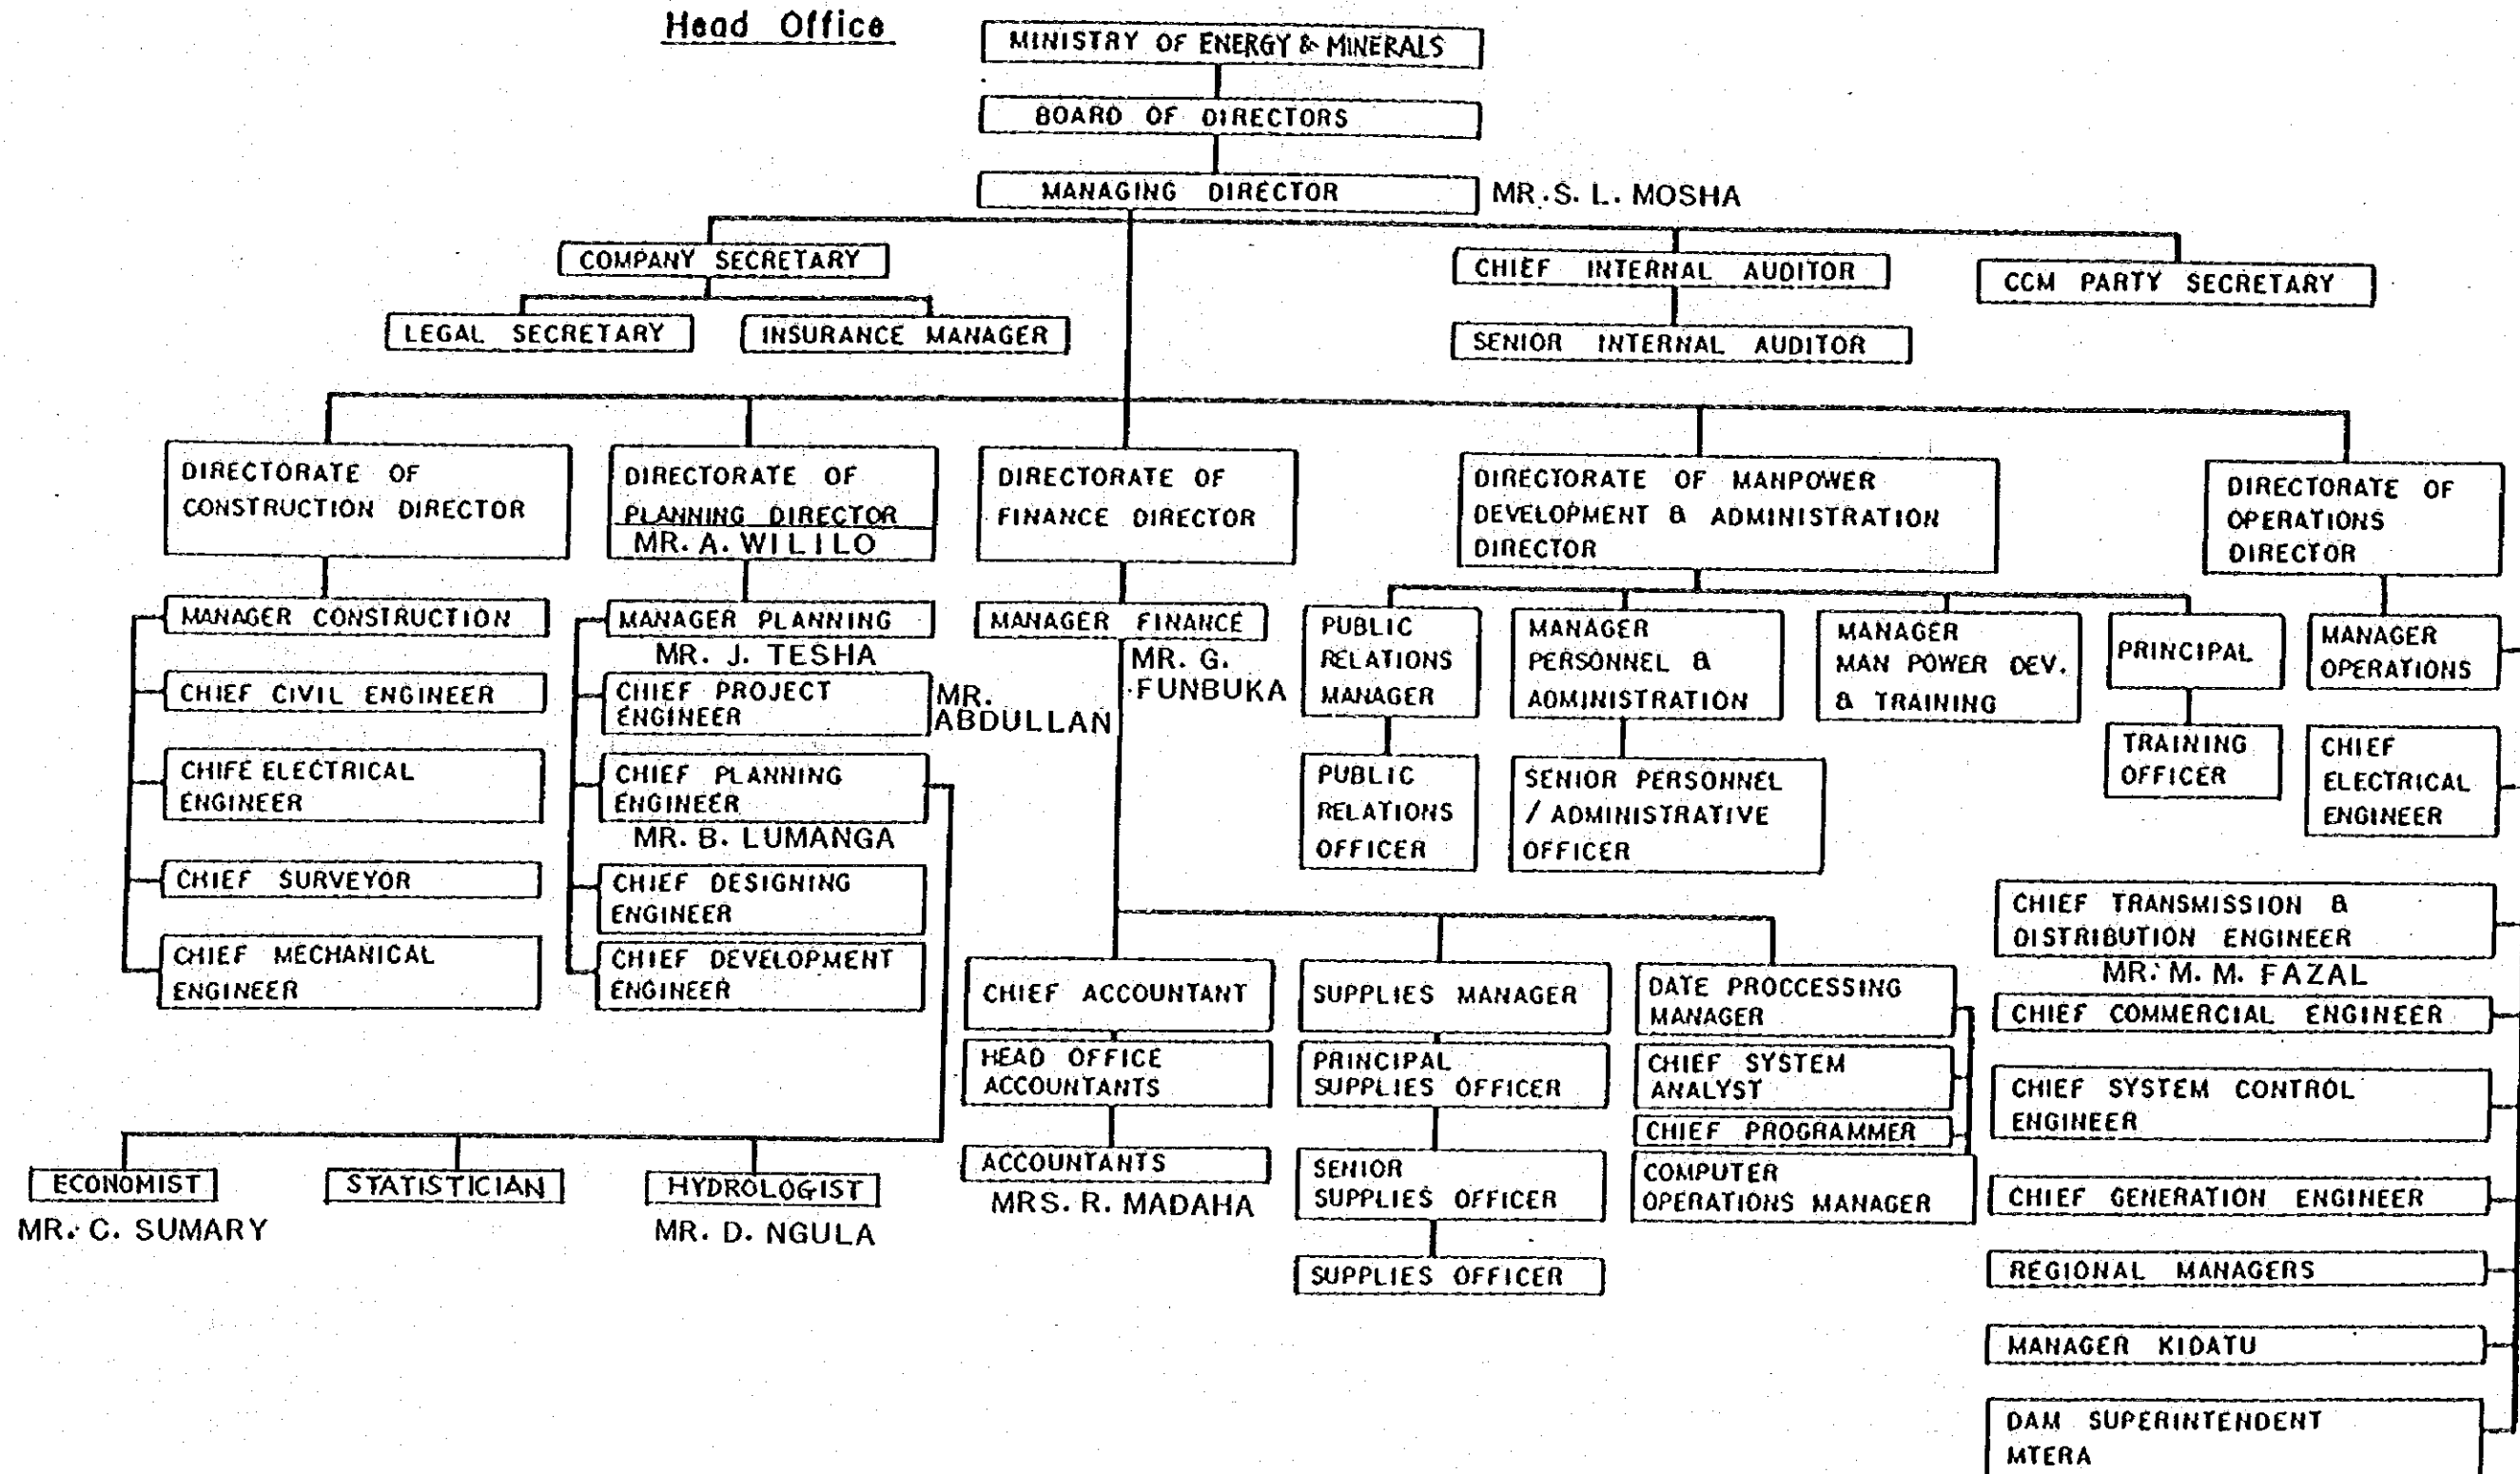 Head Office
MINISTRY OF ENERGY & MINERALS
BOARD OF DIRECTORS
MANAGING DIRECTOR
MR. S. L. MOSHA
COMPANY SECRETARY
CHIEF INTERNAL AUDITOR
CCM PARTY SECRETARY
LEGAL SECRETARY
INSURANCE MANAGER
SENIOR INTERNAL AUDITOR
DIRECTORATE OF
CONSTRUCTION DIRECTOR
DIRECTORATE OF
PLANNING DIRECTOR
MR. A. WILILO
DIRECTORATE OF
FINANCE DIRECTOR
DIRECTORATE OF MANPOWER
DEVELOPMENT & ADMINISTRATION
DIRECTOR
DIRECTORATE OF
OPERATIONS
DIRECTOR
MANAGER CONSTRUCTION
CHIEF CIVIL ENGINEER
CHIFE ELECTRICAL
ENGINEER
CHIEF SURVEYOR
CHIEF MECHANICAL
ENGINEER
MANAGER PLANNING
MR. J. TESHA
CHIEF PROJECT
ENGINEER
MR.
ABDULLAN
CHIEF PLANNING
ENGINEER
MR. B. LUMANGA
CHIEF DESIGNING
ENGINEER
CHIEF DEVELOPMENT
ENGINEER
ECONOMIST
MR. C. SUMARY
STATISTICIAN
HYDROLOGIST
MR. D. NGULA
MANAGER FINANCE
MR. G.
FUNBUKA
CHIEF ACCOUNTANT
HEAD OFFICE
ACCOUNTANTS
ACCOUNTANTS
MRS. R. MADAHA
SUPPLIES MANAGER
PRINCIPAL
SUPPLIES OFFICER
SENIOR
SUPPLIES OFFICER
SUPPLIES OFFICER
DATE PROCCESSING
MANAGER
CHIEF SYSTEM
ANALYST
CHIEF PROGRAMMER
COMPUTER
OPERATIONS MANAGER
PUBLIC
RELATIONS
MANAGER
PUBLIC
RELATIONS
OFFICER
MANAGER
PERSONNEL &
ADMINISTRATION
SENIOR PERSONNEL
/ ADMINISTRATIVE
OFFICER
MANAGER
MAN POWER DEV.
& TRAINING
PRINCIPAL
TRAINING
OFFICER
MANAGER
OPERATIONS
CHIEF
ELECTRICAL
ENGINEER
CHIEF TRANSMISSION &
DISTRIBUTION ENGINEER
MR. M. M. FAZAL
CHIEF COMMERCIAL ENGINEER
CHIEF SYSTEM CONTROL
ENGINEER
CHIEF GENERATION ENGINEER
REGIONAL MANAGERS
MANAGER KIDATU
DAM SUPERINTENDENT
MTERA